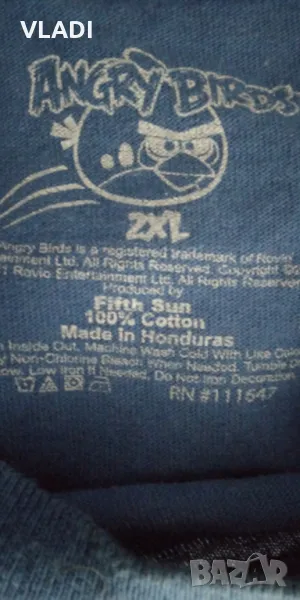 VLADI
ANGRY BIRDS
2XL
Angry Birds is a registered trademark of Rovio
Entertainment Ltd. All Rights Reserved. Copyright ©
Rovio Entertainment Ltd. All Rights Reserved.
Produced by
Fifth Sun
100% Cotton
Made in Honduras
Inside Out. Machine Wash Cold With Like Colors
Non-Chlorine Bleach When Needed. Tumble Dry
Low. Low Iron If Needed. Do Not Iron Decoration
RN #111647
BAZAR
bg